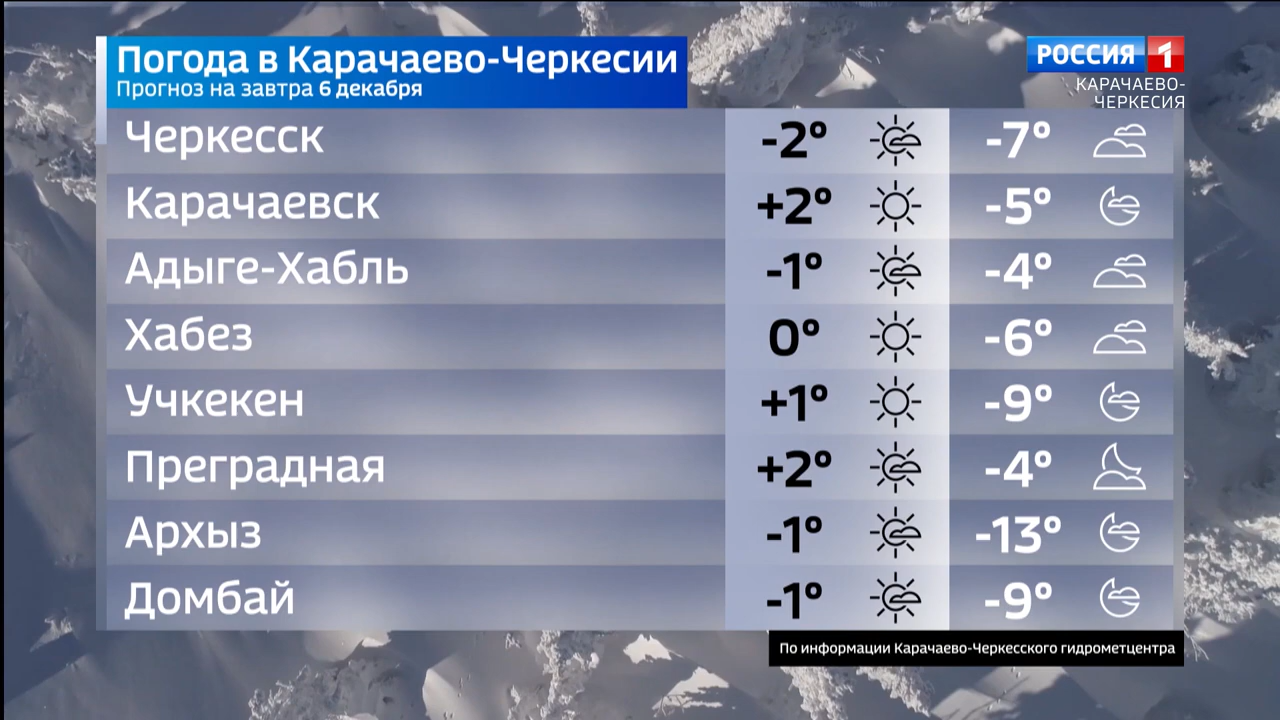 Погода в Карачаево-Черкесии
Прогноз на завтра 6 декабря
РОССИЯ 1
КАРАЧАЕВО-
ЧЕРКЕСИЯ
Черкесск -2° -7°
Карачаевск +2° -5°
Адыге-Хабль -1° -4°
Хабез 0° -6°
Учкекен +1° -9°
Преградная +2° -4°
Архыз -1° -13°
Домбай -1° -9°
По информации Карачаево-Черкесского гидрометцентра